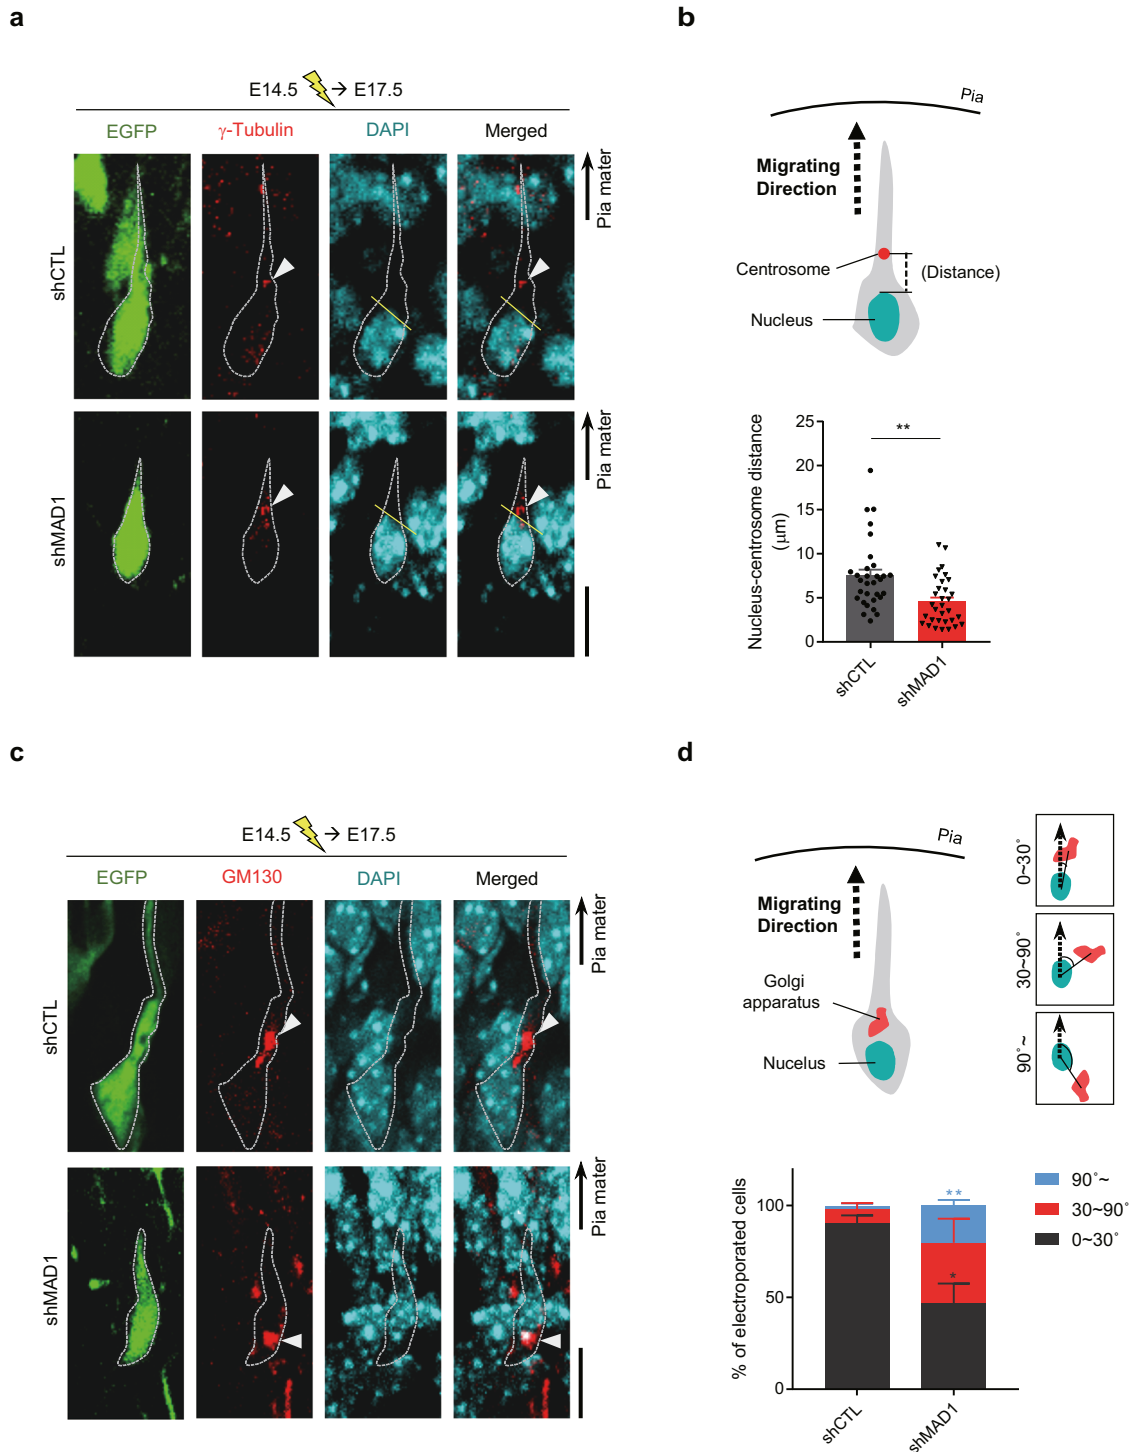 a
E14.5 → E17.5
EGFP γ-Tubulin DAPI Merged
shCTL
Pia mater
shMAD1
Pia mater
b
Pia
Migrating
Direction
Centrosome
(Distance)
Nucleus
Nucleus-centrosome distance
(μm)
25
20
15
10
5
0
**
shCTL
shMAD1
c
E14.5 → E17.5
EGFP GM130 DAPI Merged
shCTL
Pia mater
shMAD1
Pia mater
d
Pia
Migrating
Direction
Golgi
apparatus
Nucelus
0~30°
30~90°
90°~
% of electroporated cells
100
50
0
**
*
shCTL
shMAD1
90°~
30~90°
0~30°